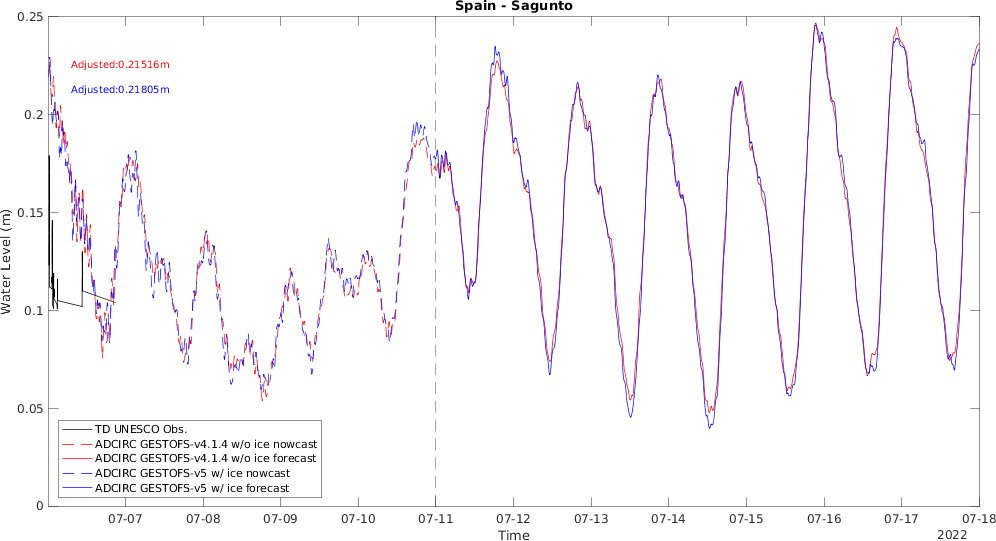 Spain - Sagunto
0.25
Adjusted:0.21516m
Adjusted:0.21805m
0.2
0.15
Water Level (m)
0.1
0.05
TD UNESCO Obs.
ADCIRC GESTOFS-v4.1.4 w/o ice nowcast
ADCIRC GESTOFS-v4.1.4 w/o ice forecast
ADCIRC GESTOFS-v5 w/ ice nowcast
ADCIRC GESTOFS-v5 w/ ice forecast
0
07-07 07-08 07-09 07-10 07-11 07-12 07-13 07-14 07-15 07-16 07-17 07-18
Time
2022